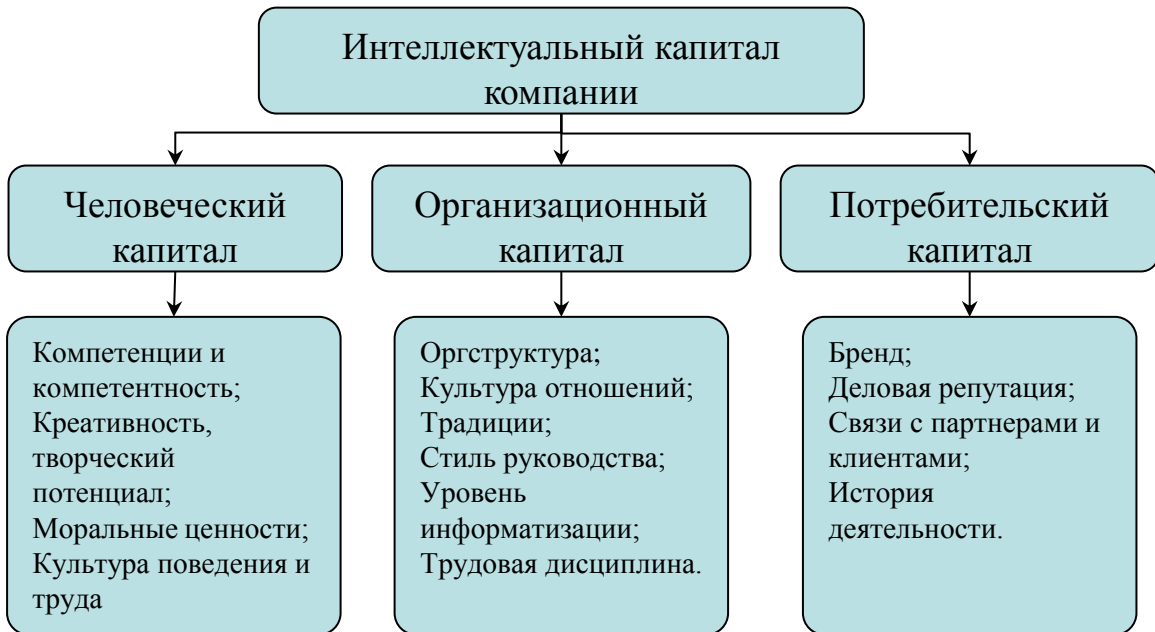 Интеллектуальный капитал
компании
Человеческий
капитал
Организационный
капитал
Потребительский
капитал
Компетенции и
компетентность;
Креативность,
творческий
потенциал;
Моральные ценности;
Культура поведения и
труда
Оргструктура;
Культура отношений;
Традиции;
Стиль руководства;
Уровень
информатизации;
Трудовая дисциплина.
Бренд;
Деловая репутация;
Связи с партнерами и
клиентами;
История
деятельности.